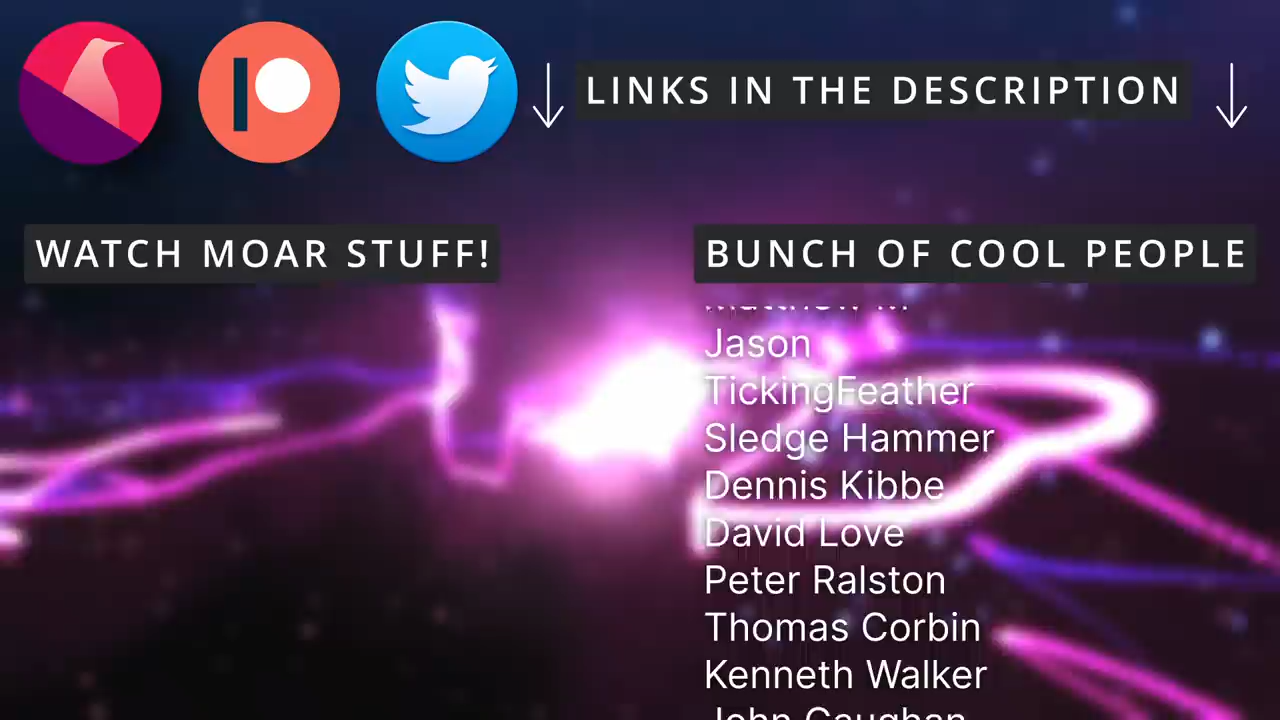 LINKS IN THE DESCRIPTION
WATCH MOAR STUFF!
BUNCH OF COOL PEOPLE
Jason
TickingFeather
Sledge Hammer
Dennis Kibbe
David Love
Peter Ralston
Thomas Corbin
Kenneth Walker